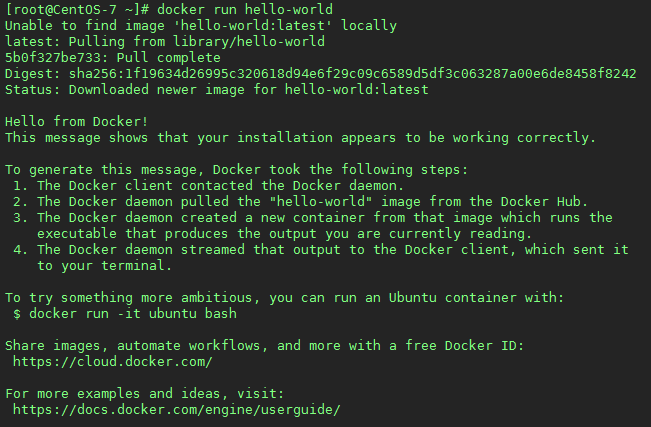 [root@CentOS-7 ~]# docker run hello-world
Unable to find image 'hello-world:latest' locally
latest: Pulling from library/hello-world
5b0f327be733: Pull complete
Digest: sha256:1f19634d26995c320618d94e6f29c09c6589d5df3c063287a00e6de8458f8242
Status: Downloaded newer image for hello-world:latest

Hello from Docker!
This message shows that your installation appears to be working correctly.

To generate this message, Docker took the following steps:
 1. The Docker client contacted the Docker daemon.
 2. The Docker daemon pulled the "hello-world" image from the Docker Hub.
 3. The Docker daemon created a new container from that image which runs the
    executable that produces the output you are currently reading.
 4. The Docker daemon streamed that output to the Docker client, which sent it
    to your terminal.

To try something more ambitious, you can run an Ubuntu container with:
 $ docker run -it ubuntu bash

Share images, automate workflows, and more with a free Docker ID:
 https://cloud.docker.com/

For more examples and ideas, visit:
 https://docs.docker.com/engine/userguide/